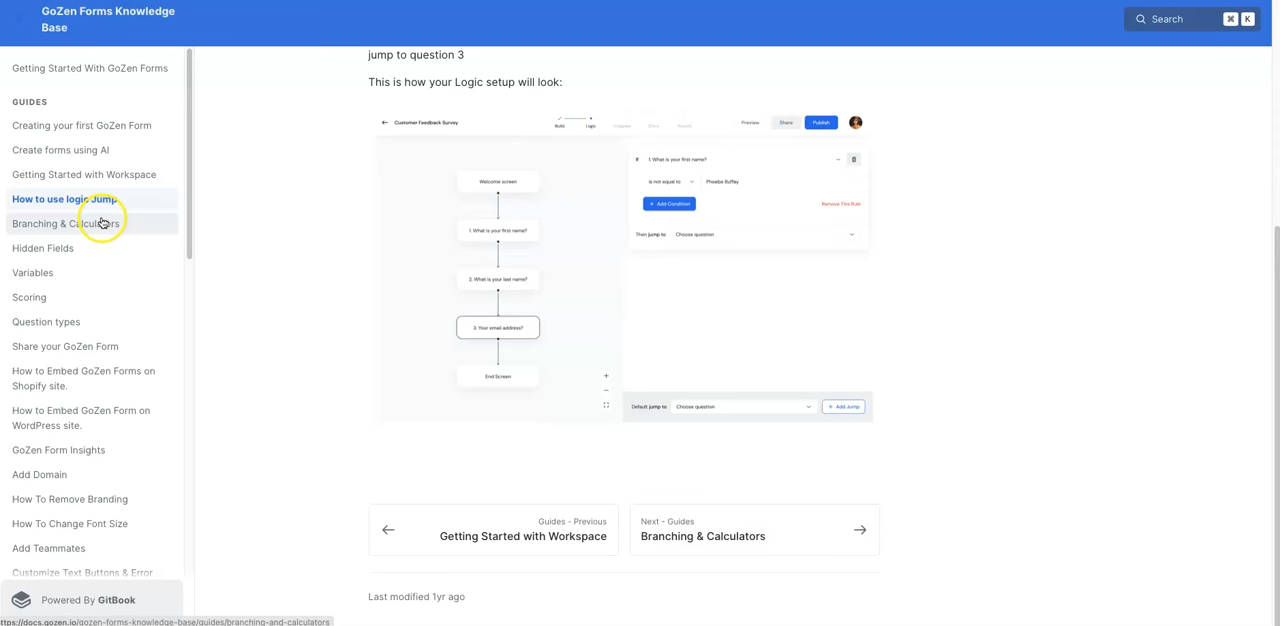 GoZen Forms Knowledge
Base
Search
⌘ K
Getting Started With GoZen Forms
GUIDES
Creating your first GoZen Form
Create forms using AI
Getting Started with Workspace
How to use logic Jump
Branching & Calculators
Hidden Fields
Variables
Scoring
Question types
Share your GoZen Form
How to Embed GoZen Forms on
Shopify site.
How to Embed GoZen Form on
WordPress site.
GoZen Form Insights
Add Domain
How To Remove Branding
How To Change Font Size
Add Teammates
Customize Text Buttons & Error
Powered By GitBook
ttps://docs.gozen.io/gozen-forms-knowledge-base/guides/branching-and-calculators
jump to question 3
This is how your Logic setup will look:
Customer Feedback Survey
Build
Logic
Integrate
Share
Results
Preview
Share
Publish
Welcome screen
1. What is your first name?
2. What is your last name?
3. Your email address?
End Screen
If 1. What is your first name?
is not equal to
Phoebe Buffay
+ Add Condition
Remove This Rule
Then jump to Choose question
Default jump to Choose question
+ Add Jump
Guides - Previous
Getting Started with Workspace
Next - Guides
Branching & Calculators
Last modified 1yr ago